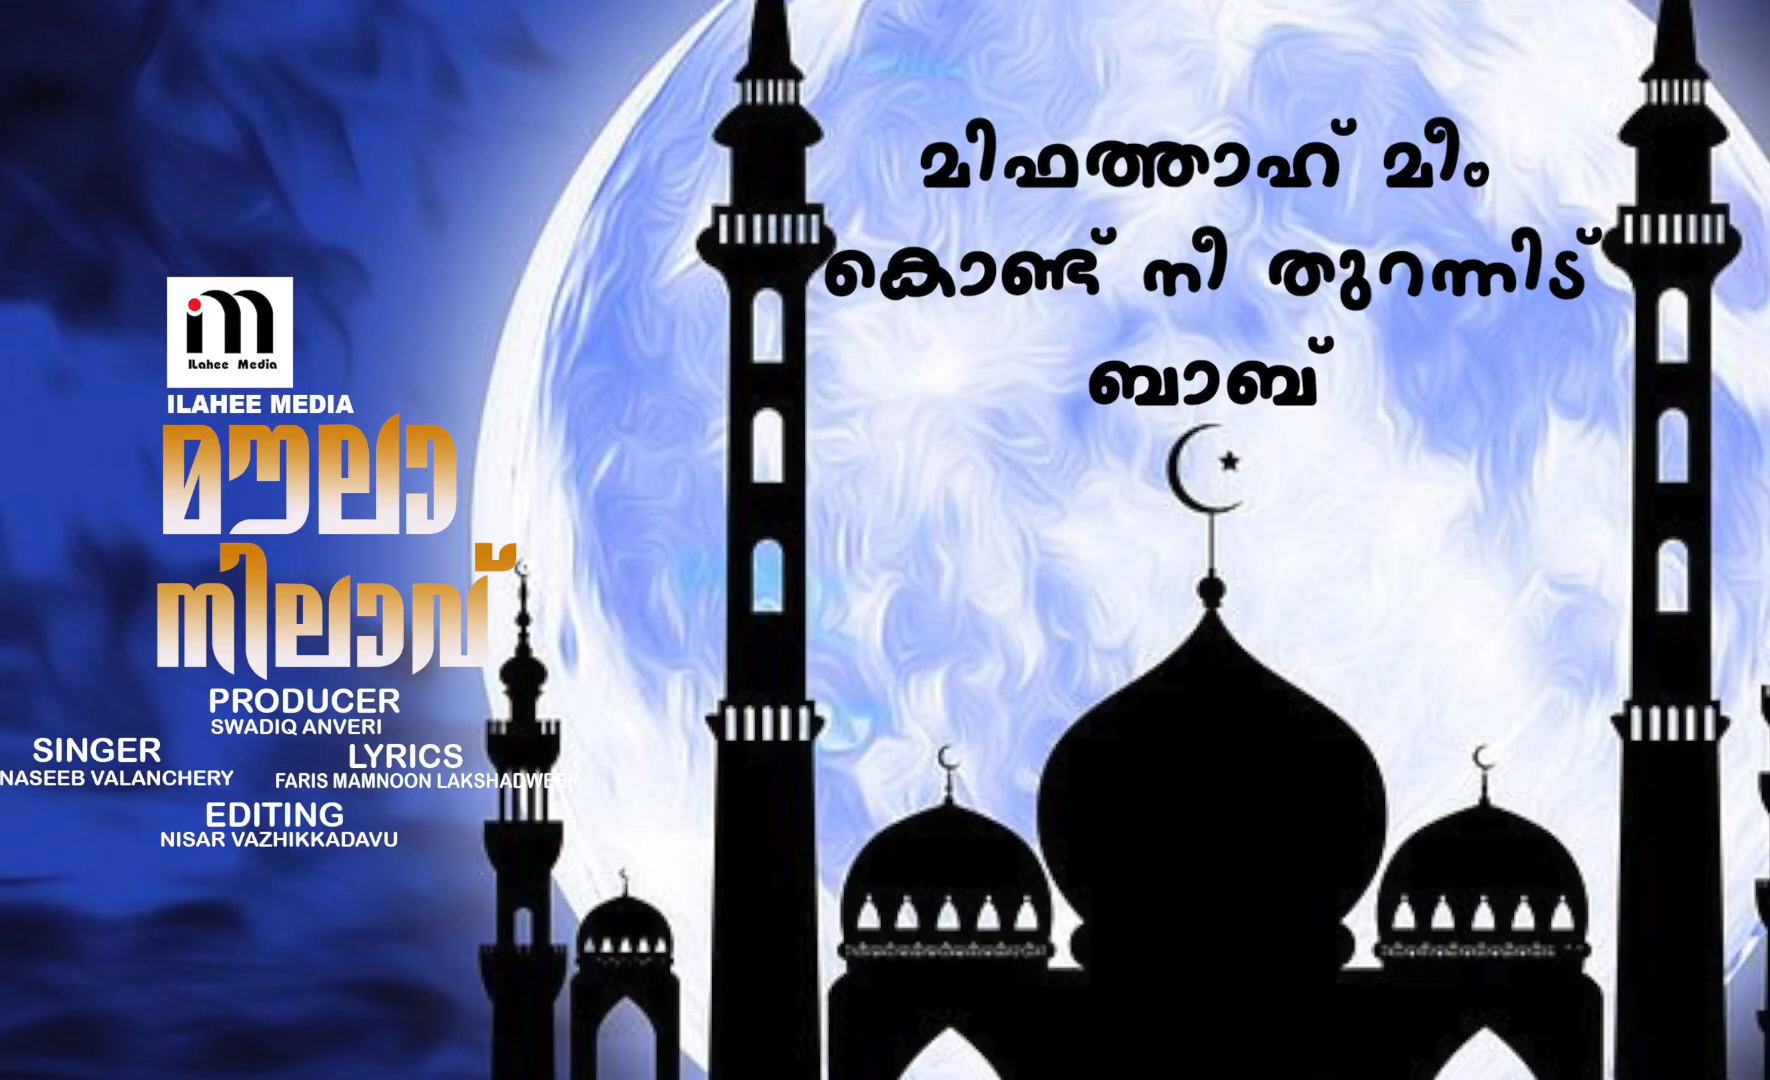 മിഫത്താഹ് മീം
കൊണ്ട് നീ തുറന്നിട്
ബാബ്
ILahee Media
ILAHEE MEDIA
മൗലാ
നിലാവ്
PRODUCER
SWADIQ ANVERI
SINGER
NASEEB VALANCHERY
LYRICS
FARIS MAMNOON LAKSHADWEEP
EDITING
NISAR VAZHIKKADAVU